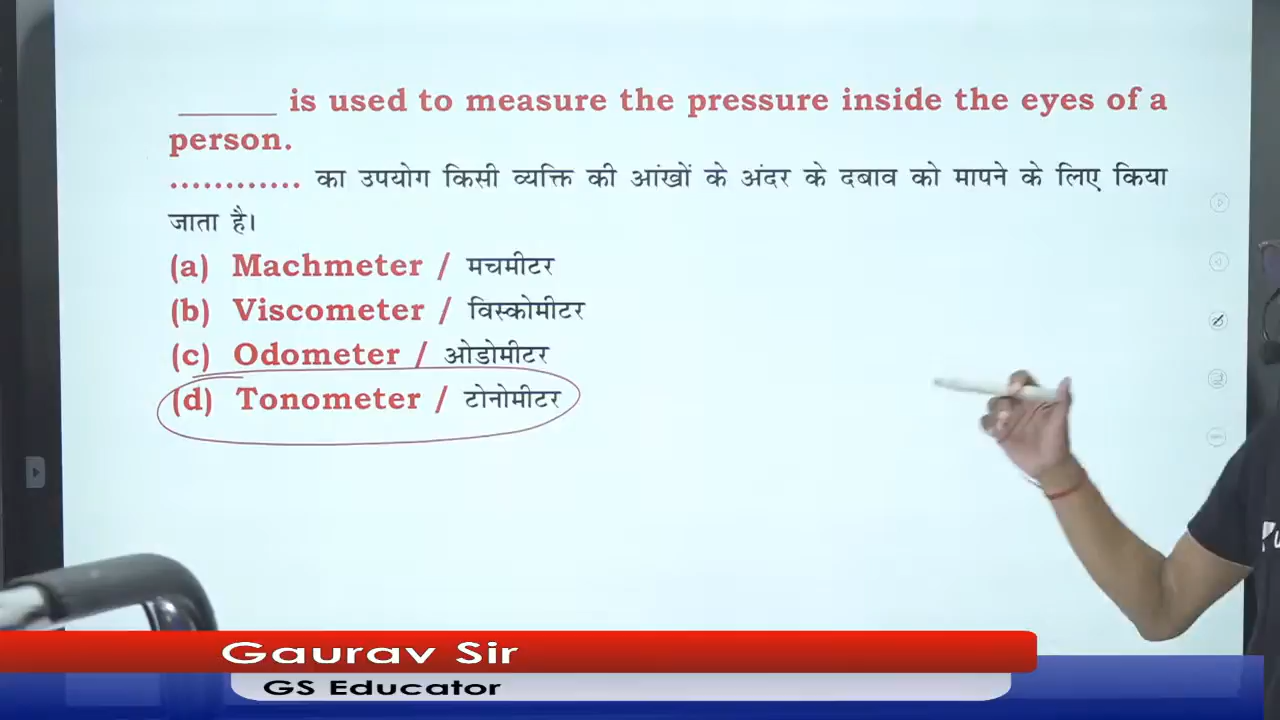 ______ is used to measure the pressure inside the eyes of a
person.
............ का उपयोग किसी व्यक्ति की आंखों के अंदर के दबाव को मापने के लिए किया
जाता है।
(a) Machmeter / मचमीटर
(b) Viscometer / विस्कोमीटर
(c) Odometer / ओडोमीटर
(d) Tonometer / टोनोमीटर
Gaurav Sir
GS Educator